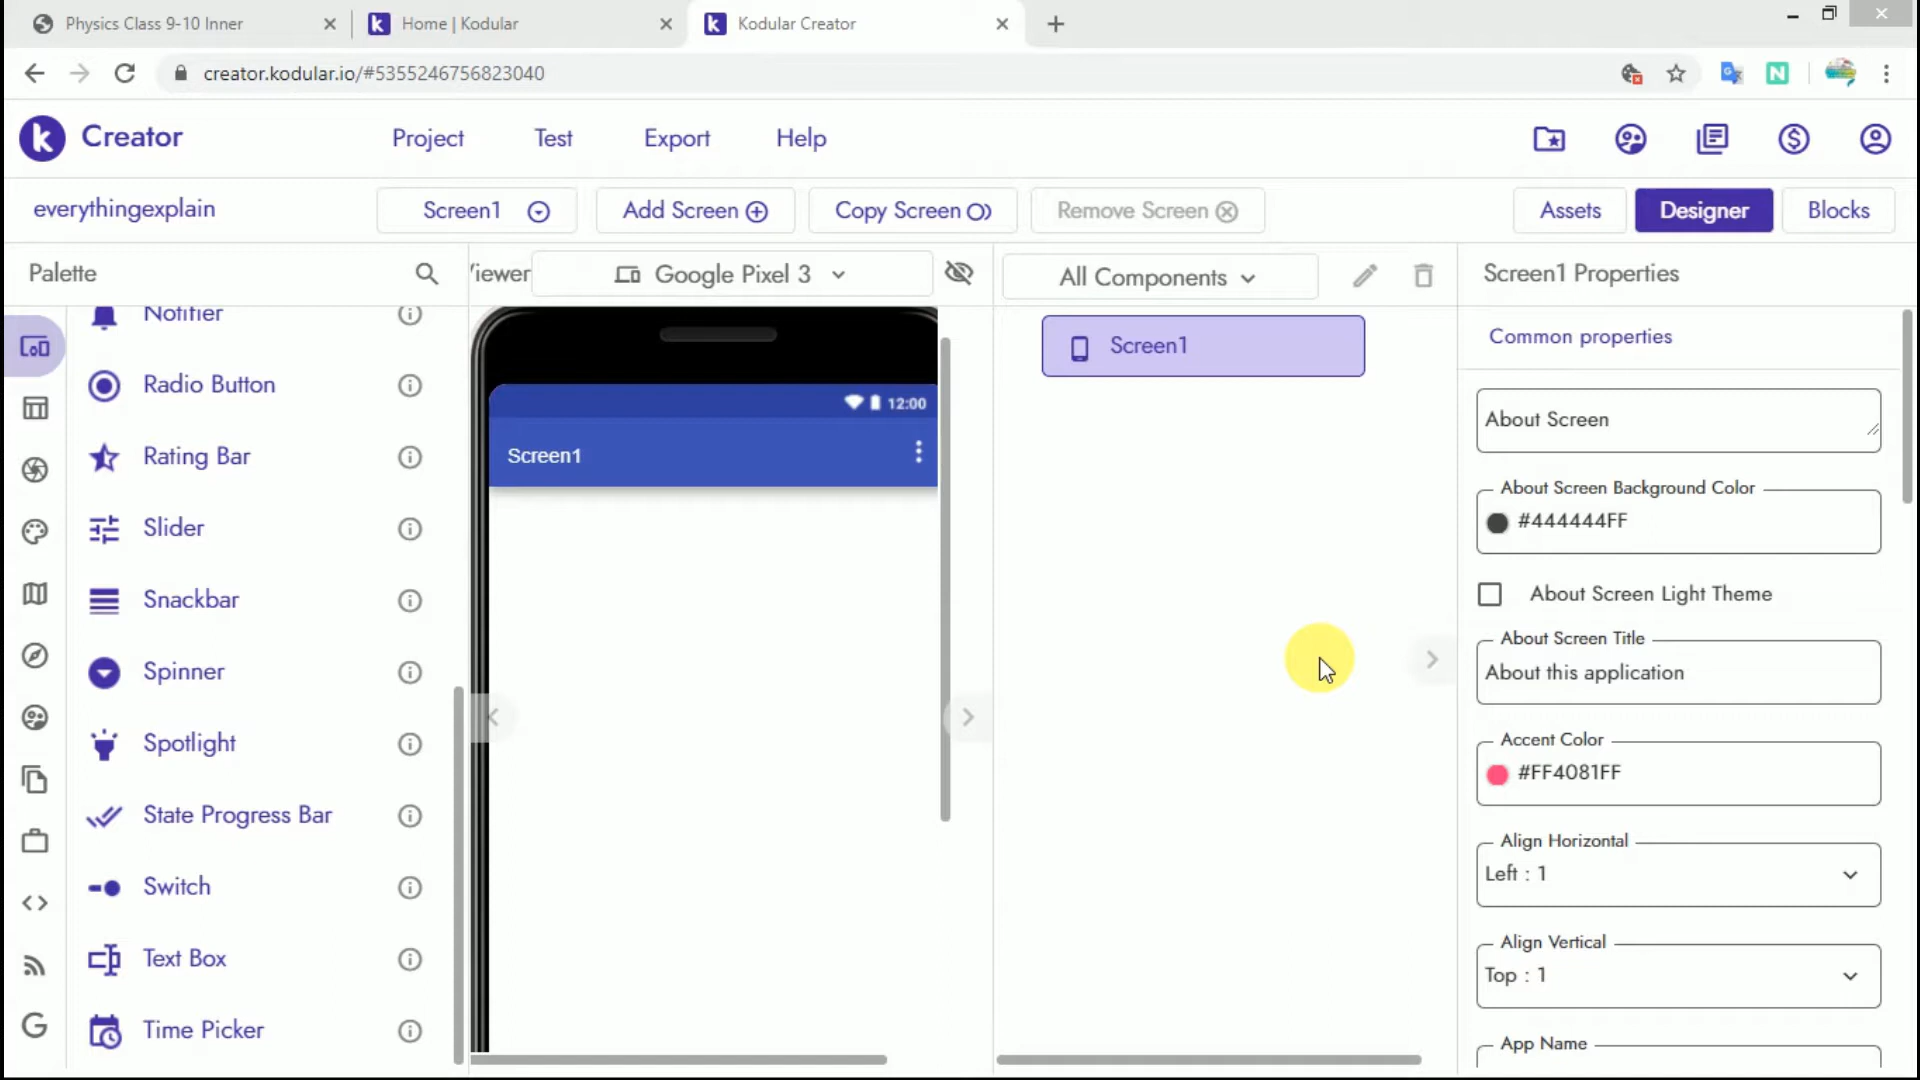 Physics Class 9-10 Inner
Home | Kodular
Kodular Creator
creator.kodular.io/#5355246756823040
Creator
Project
Test
Export
Help
everythingexplain
Screen1
Add Screen
Copy Screen
Remove Screen
Assets
Designer
Blocks
Palette
Viewer
Google Pixel 3
All Components
Screen1 Properties
Notifier
Radio Button
Rating Bar
Slider
Snackbar
Spinner
Spotlight
State Progress Bar
Switch
Text Box
Time Picker
12:00
Screen1
Screen1
Common properties
About Screen
About Screen Background Color
#444444FF
About Screen Light Theme
About Screen Title
About this application
Accent Color
#FF4081FF
Align Horizontal
Left : 1
Align Vertical
Top : 1
App Name